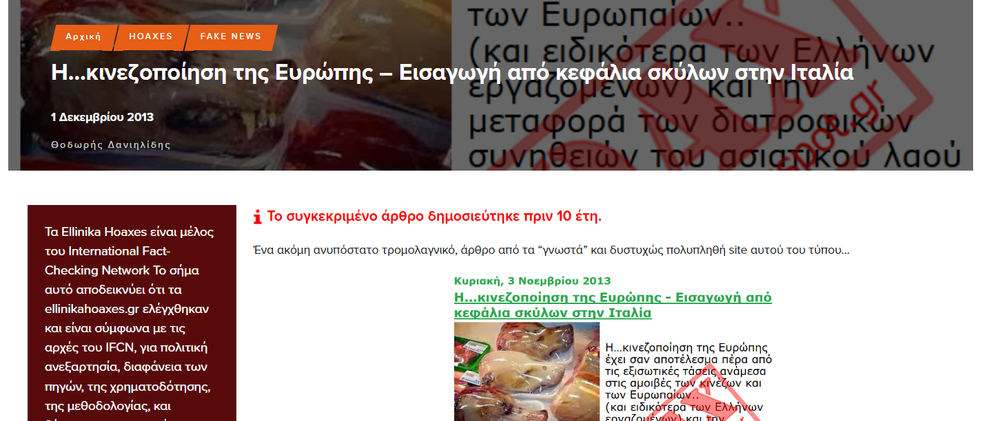 των Ευρωπαίων..
(και ειδικότερα των Ελλήνων
εργαζομένων) και την
μεταφορά των διατροφικών
συνηθειών του ασιατικού λαού
spot.gr
Αρχική
HOAXES
FAKE NEWS
Η…κινεζοποίηση της Ευρώπης – Εισαγωγή από κεφάλια σκύλων στην Ιταλία
1 Δεκεμβρίου 2013
Θοδωρής Δανιηλίδης
Τα Ellinika Hoaxes είναι μέλος
του International Fact-
Checking Network Το σήμα
αυτό αποδεικνύει ότι τα
ellinikahoaxes.gr ελέγχθηκαν
και είναι σύμφωνα με τις
αρχές του IFCN, για πολιτική
ανεξαρτησία, διαφάνεια των
πηγών, της χρηματοδότησης,
της μεθοδολογίας, και
Το συγκεκριμένο άρθρο δημοσιεύτηκε πριν 10 έτη.
Ένα ακόμη ανυπόστατο τρομολαγνικό, άρθρο από τα “γνωστά” και δυστυχώς πολυπληθή site αυτού του τύπου…
Κυριακή, 3 Νοεμβρίου 2013
Η...κινεζοποίηση της Ευρώπης - Εισαγωγή από
κεφάλια σκύλων στην Ιταλία
Η...κινεζοποίηση της Ευρώπης
έχει σαν αποτέλεσμα πέρα από
τις εξισωτικές τάσεις ανάμεσα
στις αμοιβές των κινέζων και
των Ευρωπαίων..
(και ειδικότερα των Ελλήνων
εργαζομένων) και την